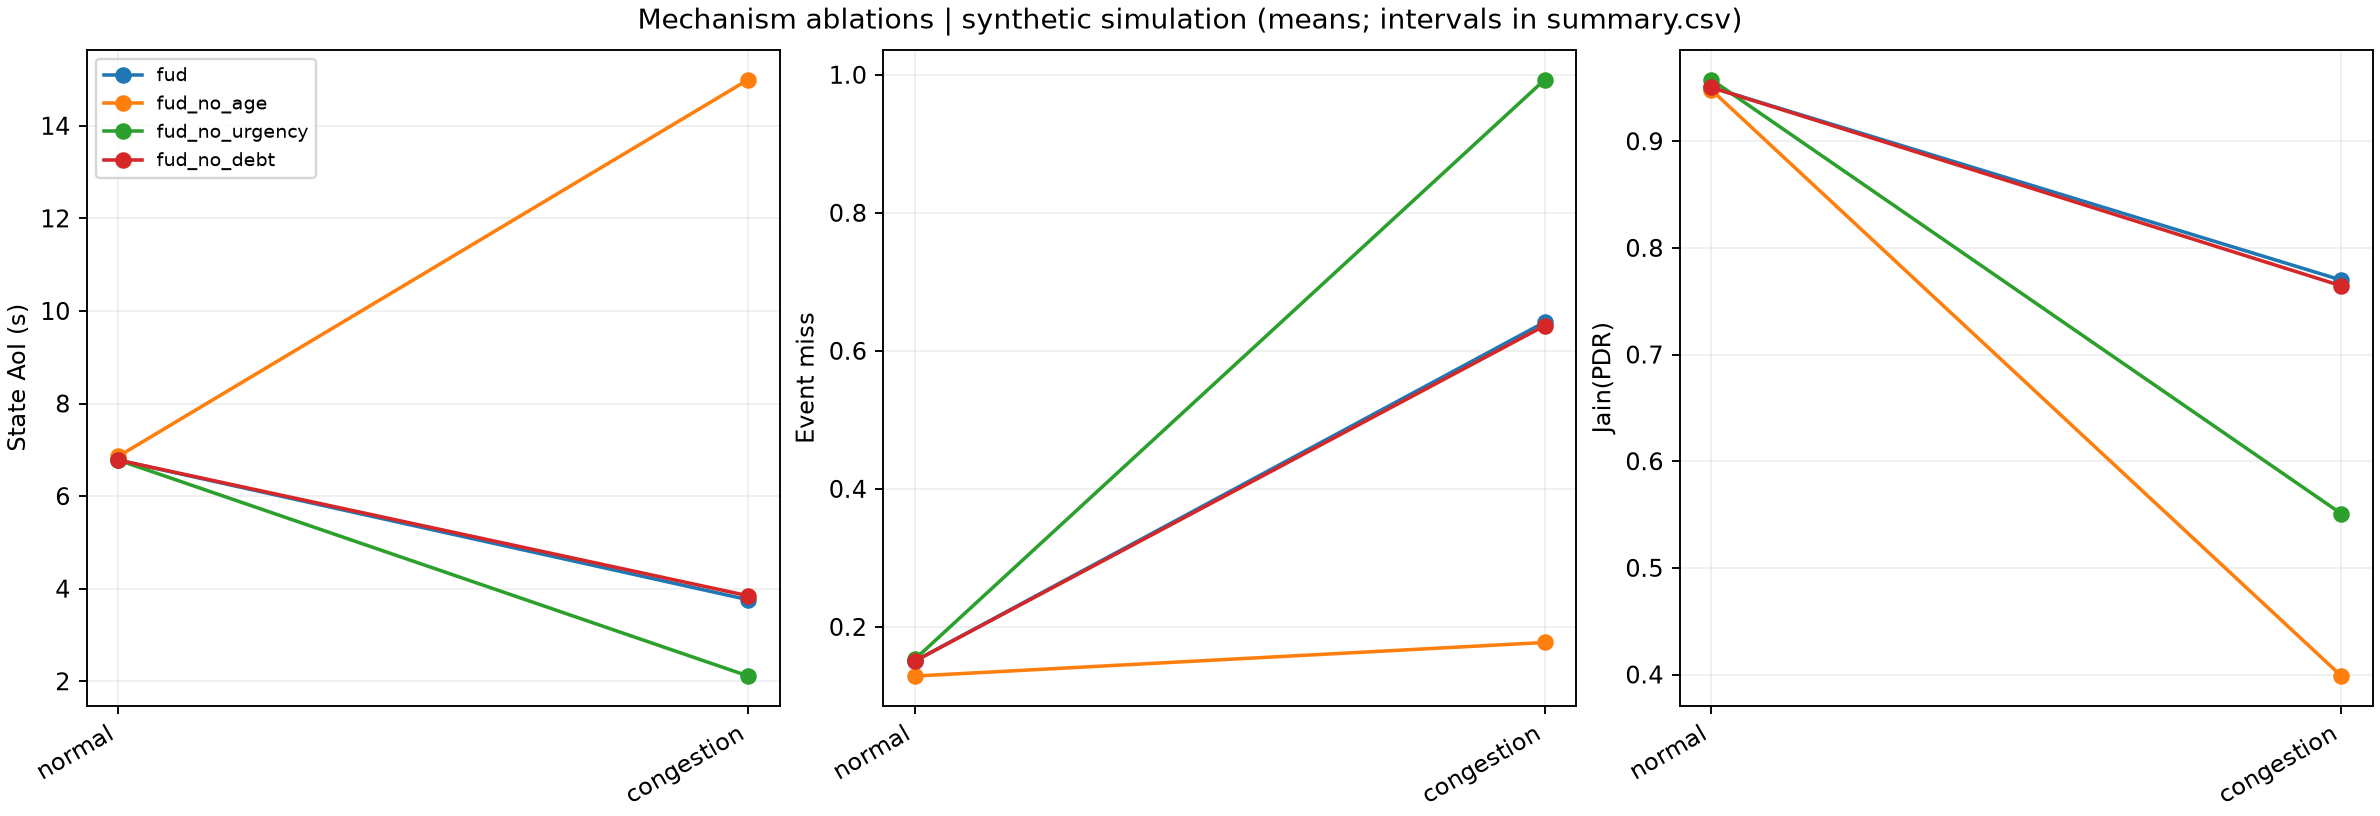 Mechanism ablations | synthetic simulation (means; intervals in summary.csv)
State AoI (s)
14
12
10
8
6
4
2
fud
fud_no_age
fud_no_urgency
fud_no_debt
normal
congestion
Event miss
1.0
0.8
0.6
0.4
0.2
normal
congestion
Jain(PDR)
0.9
0.8
0.7
0.6
0.5
0.4
normal
congestion